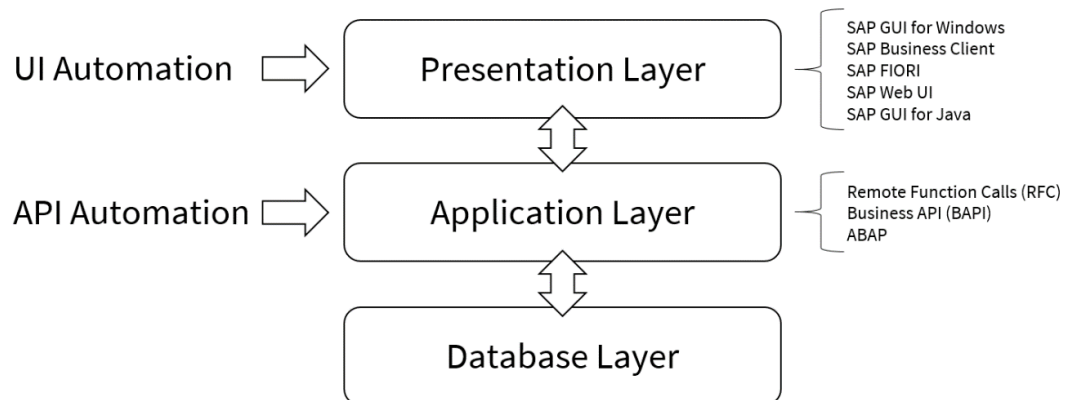 UI Automation
Presentation Layer
SAP GUI for Windows
SAP Business Client
SAP FIORI
SAP Web UI
SAP GUI for Java
API Automation
Application Layer
Remote Function Calls (RFC)
Business API (BAPI)
ABAP
Database Layer